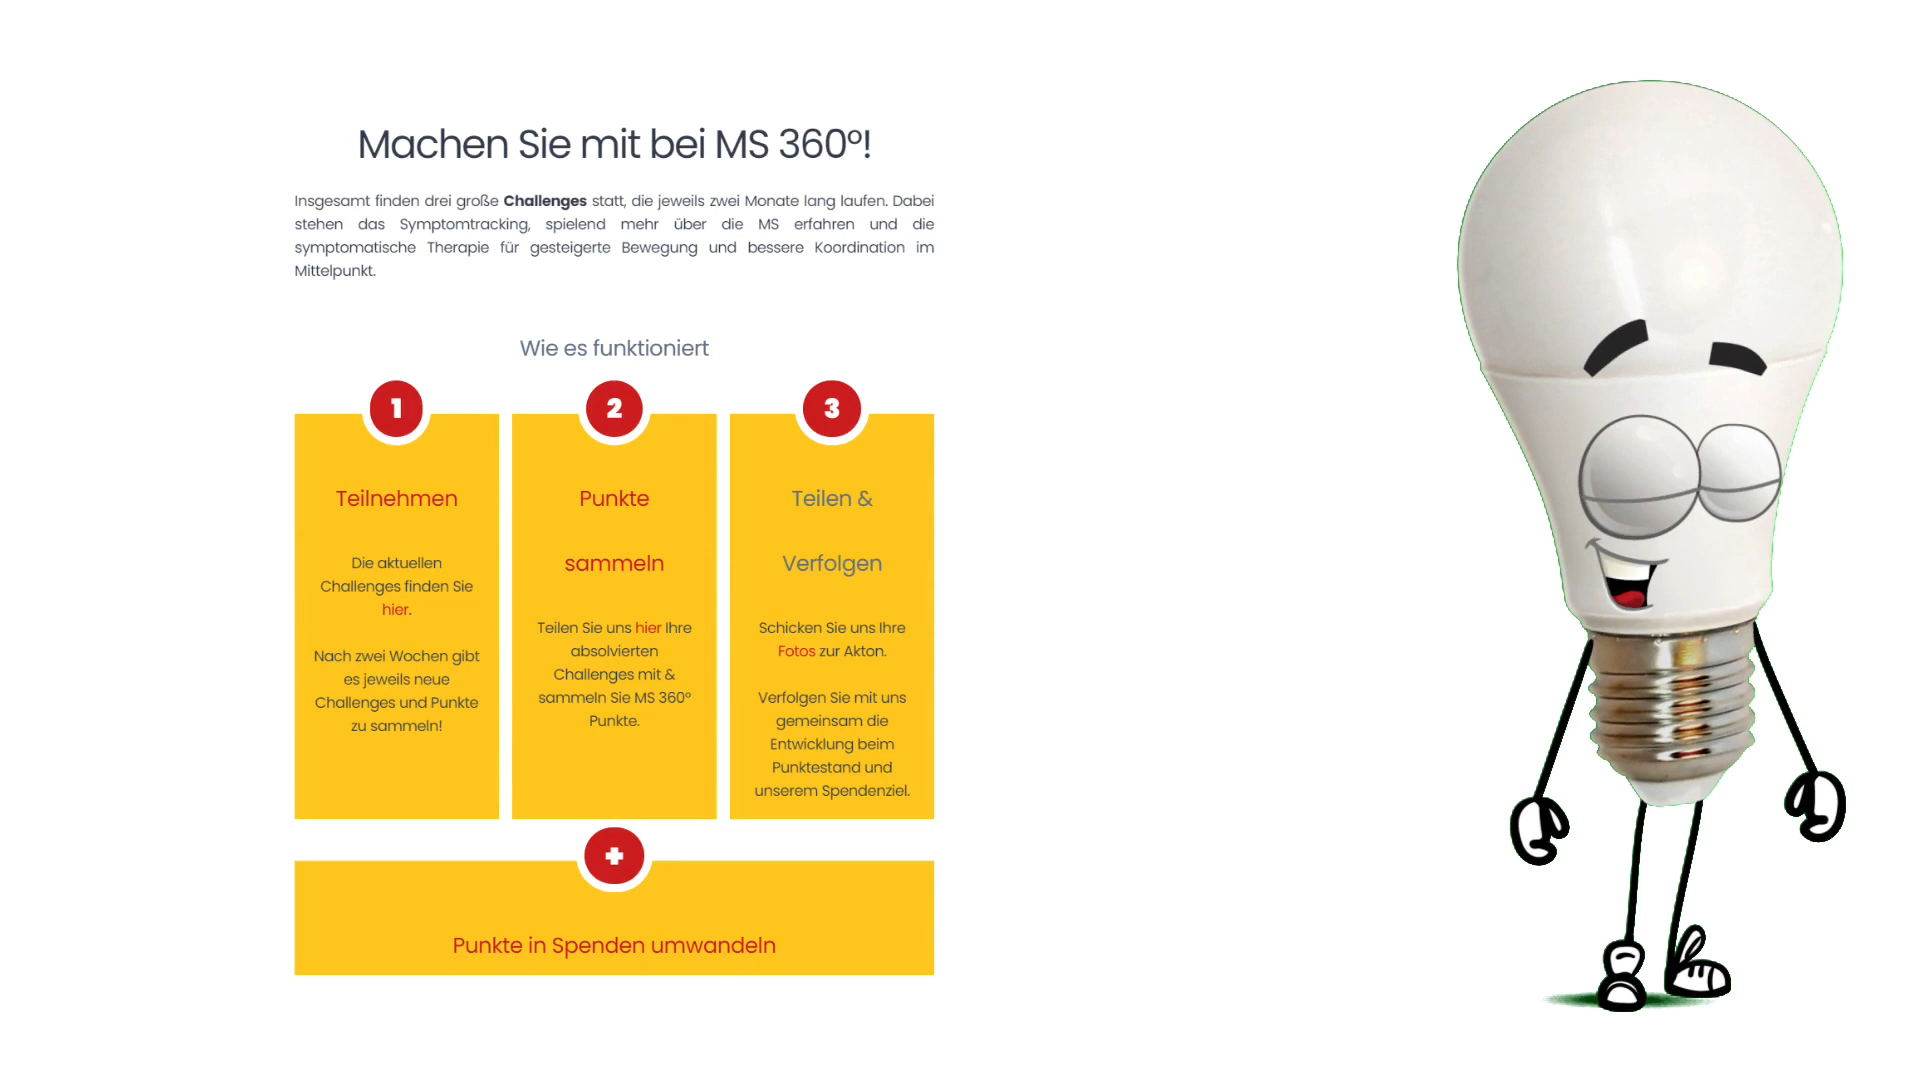 Machen Sie mit bei MS 360°!
Insgesamt finden drei große Challenges statt, die jeweils zwei Monate lang laufen. Dabei
stehen das Symptomtracking, spielend mehr über die MS erfahren und die
symptomatische Therapie für gesteigerte Bewegung und bessere Koordination im
Mittelpunkt.
Wie es funktioniert
1
Teilnehmen
Die aktuellen
Challenges finden Sie
hier.
Nach zwei Wochen gibt
es jeweils neue
Challenges und Punkte
zu sammeln!
2
Punkte
sammeln
Teilen Sie uns hier Ihre
absolvierten
Challenges mit &
sammeln Sie MS 360°
Punkte.
3
Teilen &
Verfolgen
Schicken Sie uns Ihre
Fotos zur Akton.
Verfolgen Sie mit uns
gemeinsam die
Entwicklung beim
Punktestand und
unserem Spendenziel.
+
Punkte in Spenden umwandeln